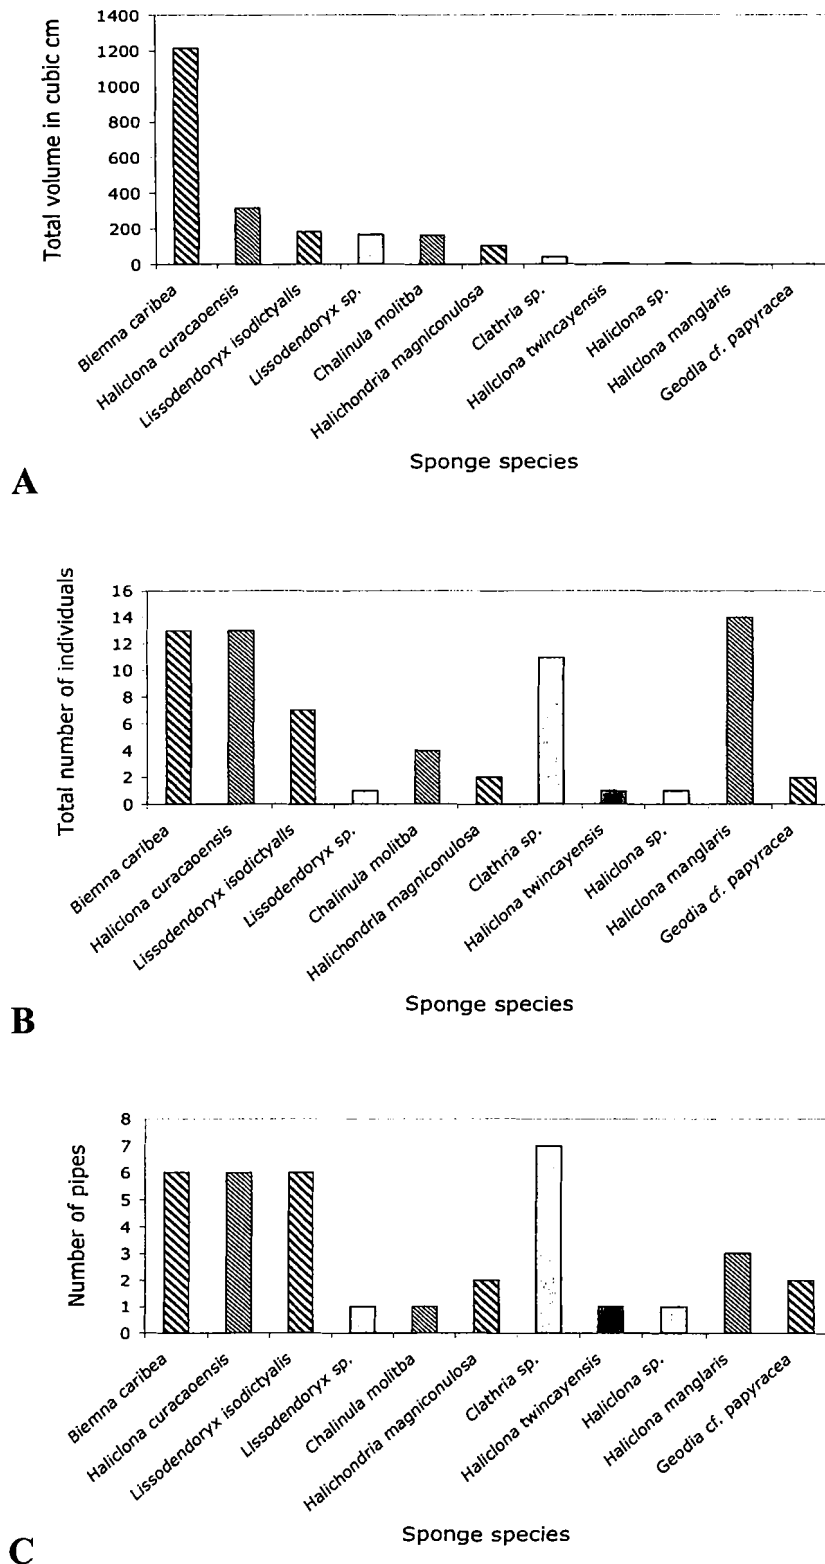 Total volume in cubic cm
1400
1200
1000
800
600
400
200
0
Biemna caribea
Haliclona curacaoensis
Lissodendoryx isodictyalis
Lissodendoryx sp.
Chalinula molitba
Halichondria magniconulosa
Clathria sp.
Haliclona twincayensis
Haliclona sp.
Haliclona manglaris
Geodia cf. papyracea
Sponge species
A
Total number of individuals
16
14
12
10
8
6
4
2
0
Biemna caribea
Haliclona curacaoensis
Lissodendoryx isodictyalis
Lissodendoryx sp.
Chalinula molitba
Halichondria magniconulosa
Clathria sp.
Haliclona twincayensis
Haliclona sp.
Haliclona manglaris
Geodia cf. papyracea
Sponge species
B
Number of pipes
8
7
6
5
4
3
2
1
0
Biemna caribea
Haliclona curacaoensis
Lissodendoryx isodictyalis
Lissodendoryx sp.
Chalinula molitba
Halichondria magniconulosa
Clathria sp.
Haliclona twincayensis
Haliclona sp.
Haliclona manglaris
Geodia cf. papyracea
Sponge species
C